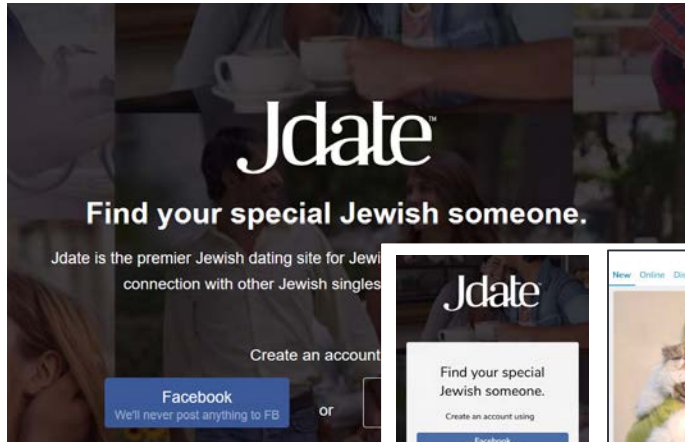 Jdate™
Find your special Jewish someone.
Jdate is the premier Jewish dating site for
connection with other Jewish singles
Create an account
Facebook
We'll never post anything to FB
or
Jdate
Find your special
Jewish someone.
Create an account using
Facebook
New Online